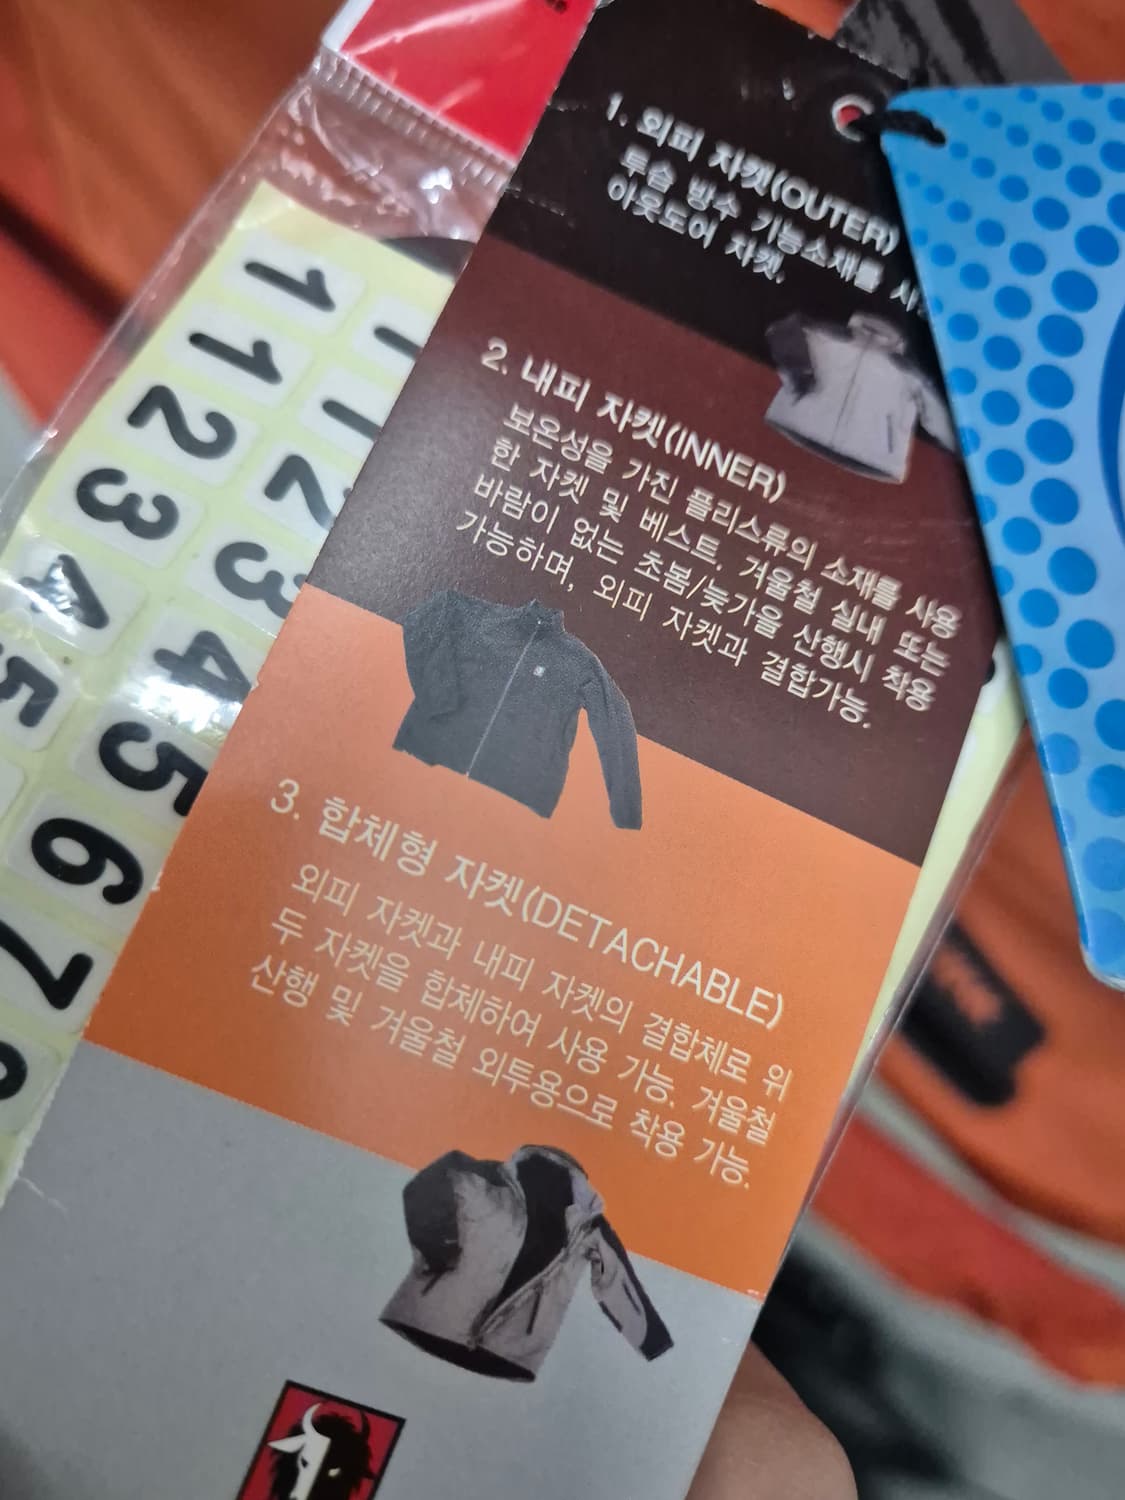 1. 외피 자켓(OUTER)
투습 방수 기능소재를
아웃도어 자켓.
2. 내피 자켓(INNER)
보온성을 가진 플리스류의 소재를 사용
한 자켓 및 베스트. 겨울철 실내 또는
바람이 없는 초봄/늦가을 산행시 착용
가능하며, 외피 자켓과 결합가능.
3. 합체형 자켓(DETACHABLE)
외피 자켓과 내피 자켓의 결합체로 위
두 자켓을 합체하여 사용 가능. 겨울철
산행 및 겨울철 외투용으로 착용 가능.
1
1
2
3
4
5
1
1
2
3
4
5
6
7